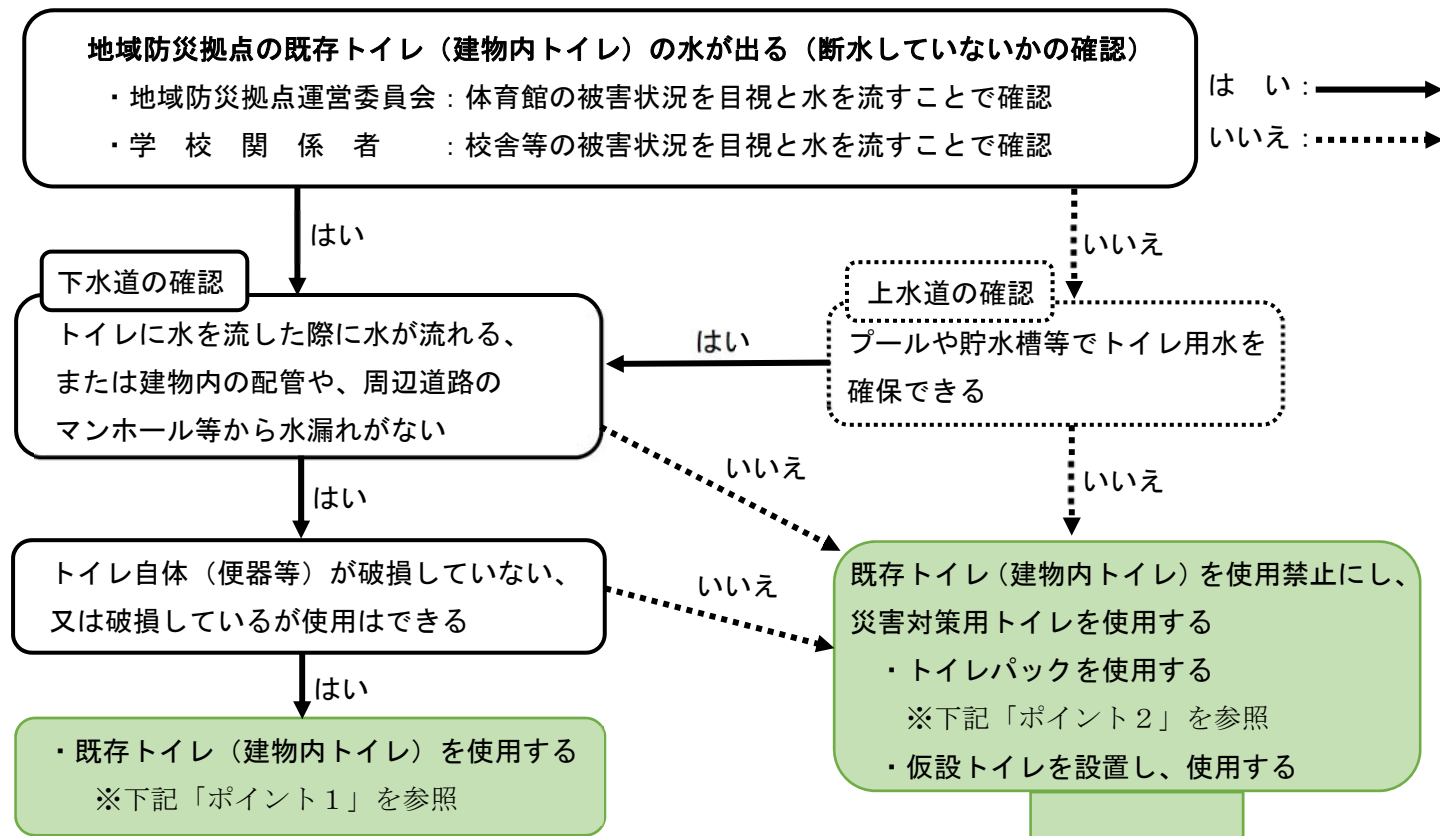 地域防災拠点の既存トイレ（建物内トイレ）の水が出る（断水していないかの確認）
・地域防災拠点運営委員会：体育館の被害状況を目視と水を流すことで確認
・学　校　関　係　者　　：校舎等の被害状況を目視と水を流すことで確認
は　い：
いいえ：
はい
いいえ
下水道の確認
トイレに水を流した際に水が流れる、
または建物内の配管や、周辺道路の
マンホール等から水漏れがない
はい
上水道の確認
プールや貯水槽等でトイレ用水を
確保できる
はい
いいえ
いいえ
トイレ自体（便器等）が破損していない、
又は破損しているが使用はできる
いいえ
はい
・既存トイレ（建物内トイレ）を使用する
※下記「ポイント１」を参照
既存トイレ（建物内トイレ）を使用禁止にし、
災害対策用トイレを使用する
・トイレパックを使用する
※下記「ポイント２」を参照
・仮設トイレを設置し、使用する